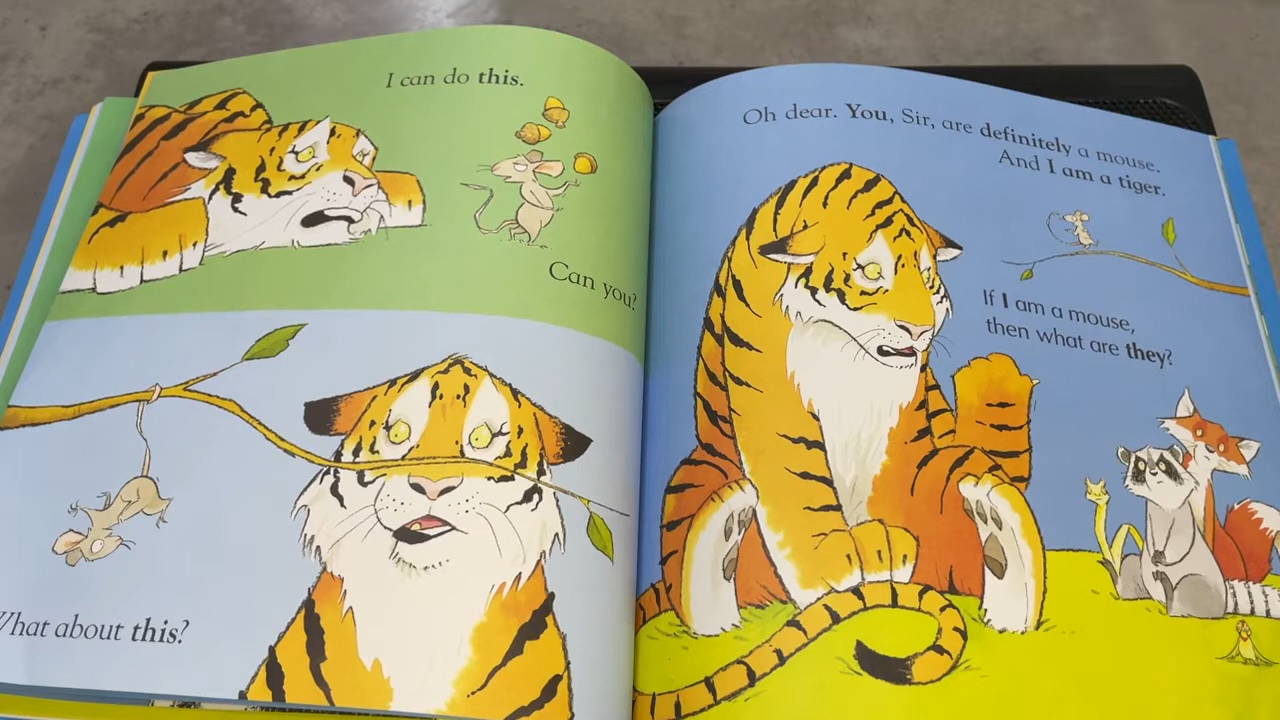 I can do this.
Can you?
What about this?
Oh dear. You, Sir, are definitely a mouse.
And I am a tiger.
If I am a mouse,
then what are they?